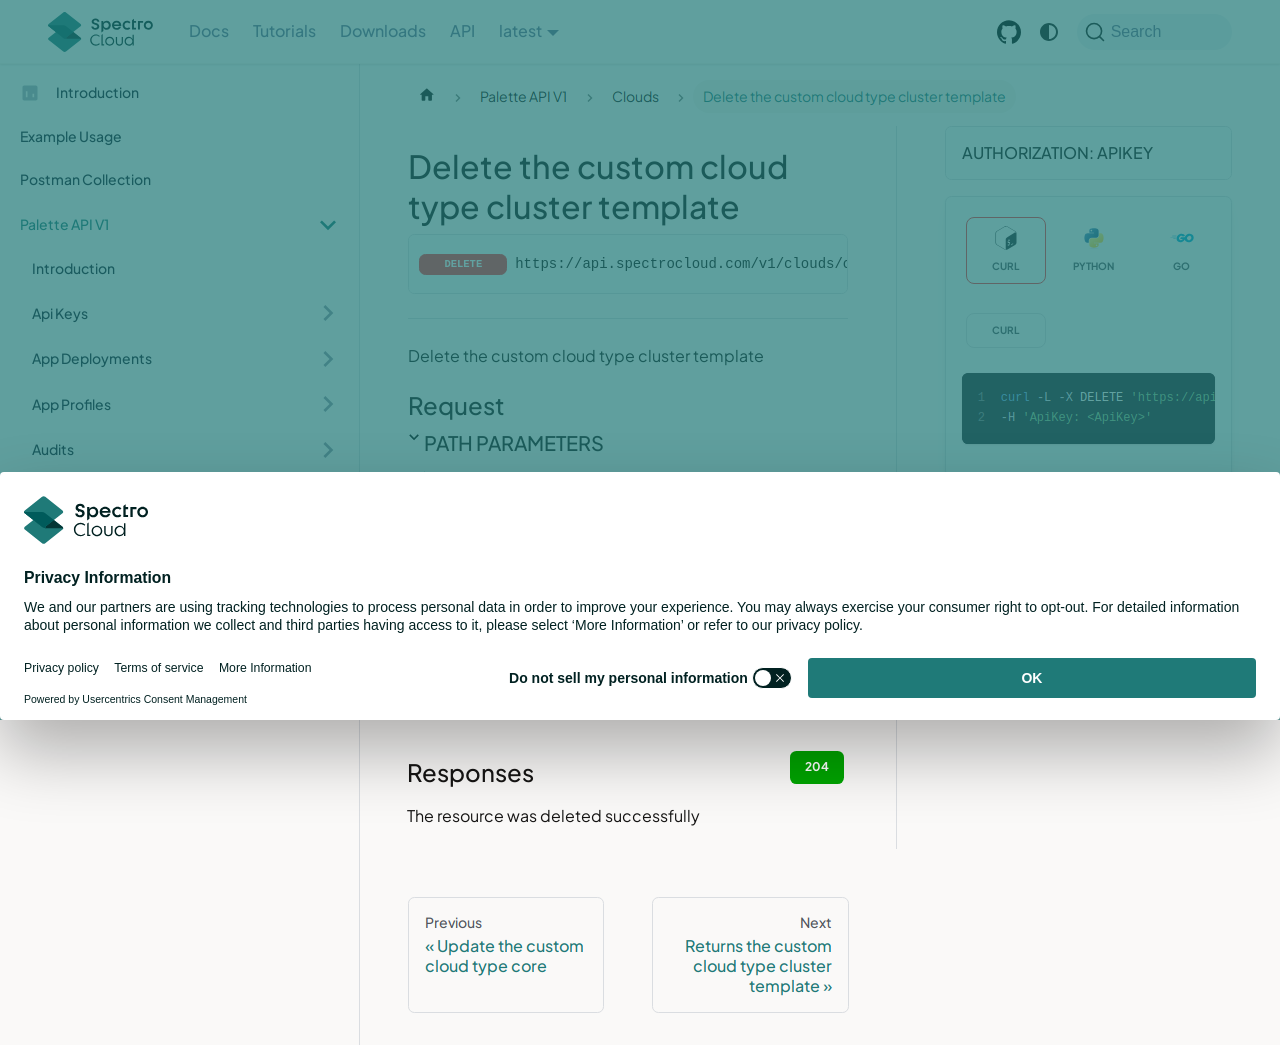 Spectro Cloud
Docs
Tutorials
Downloads
API
latest
Search
Introduction
Example Usage
Postman Collection
Palette API V1
Introduction
Api Keys
App Deployments
App Profiles
Audits
Palette API V1
Clouds
Delete the custom cloud type cluster template
Delete the custom cloud
type cluster template
DELETE https://api.spectrocloud.com/v1/clouds/
Delete the custom cloud type cluster template
Request
PATH PARAMETERS
AUTHORIZATION: APIKEY
CURL
PYTHON
GO
CURL
1 curl -L -X DELETE 'https://api
2 -H 'ApiKey: <ApiKey>'
Spectro
Cloud
Privacy Information
We and our partners are using tracking technologies to process personal data in order to improve your experience. You may always exercise your consumer right to opt-out. For detailed information
about personal information we collect and third parties having access to it, please select ‘More Information’ or refer to our privacy policy.
Privacy policy
Terms of service
More Information
Do not sell my personal information
OK
Powered by Usercentrics Consent Management
Responses
204
The resource was deleted successfully
Previous
« Update the custom
cloud type core
Next
Returns the custom
cloud type cluster
template »